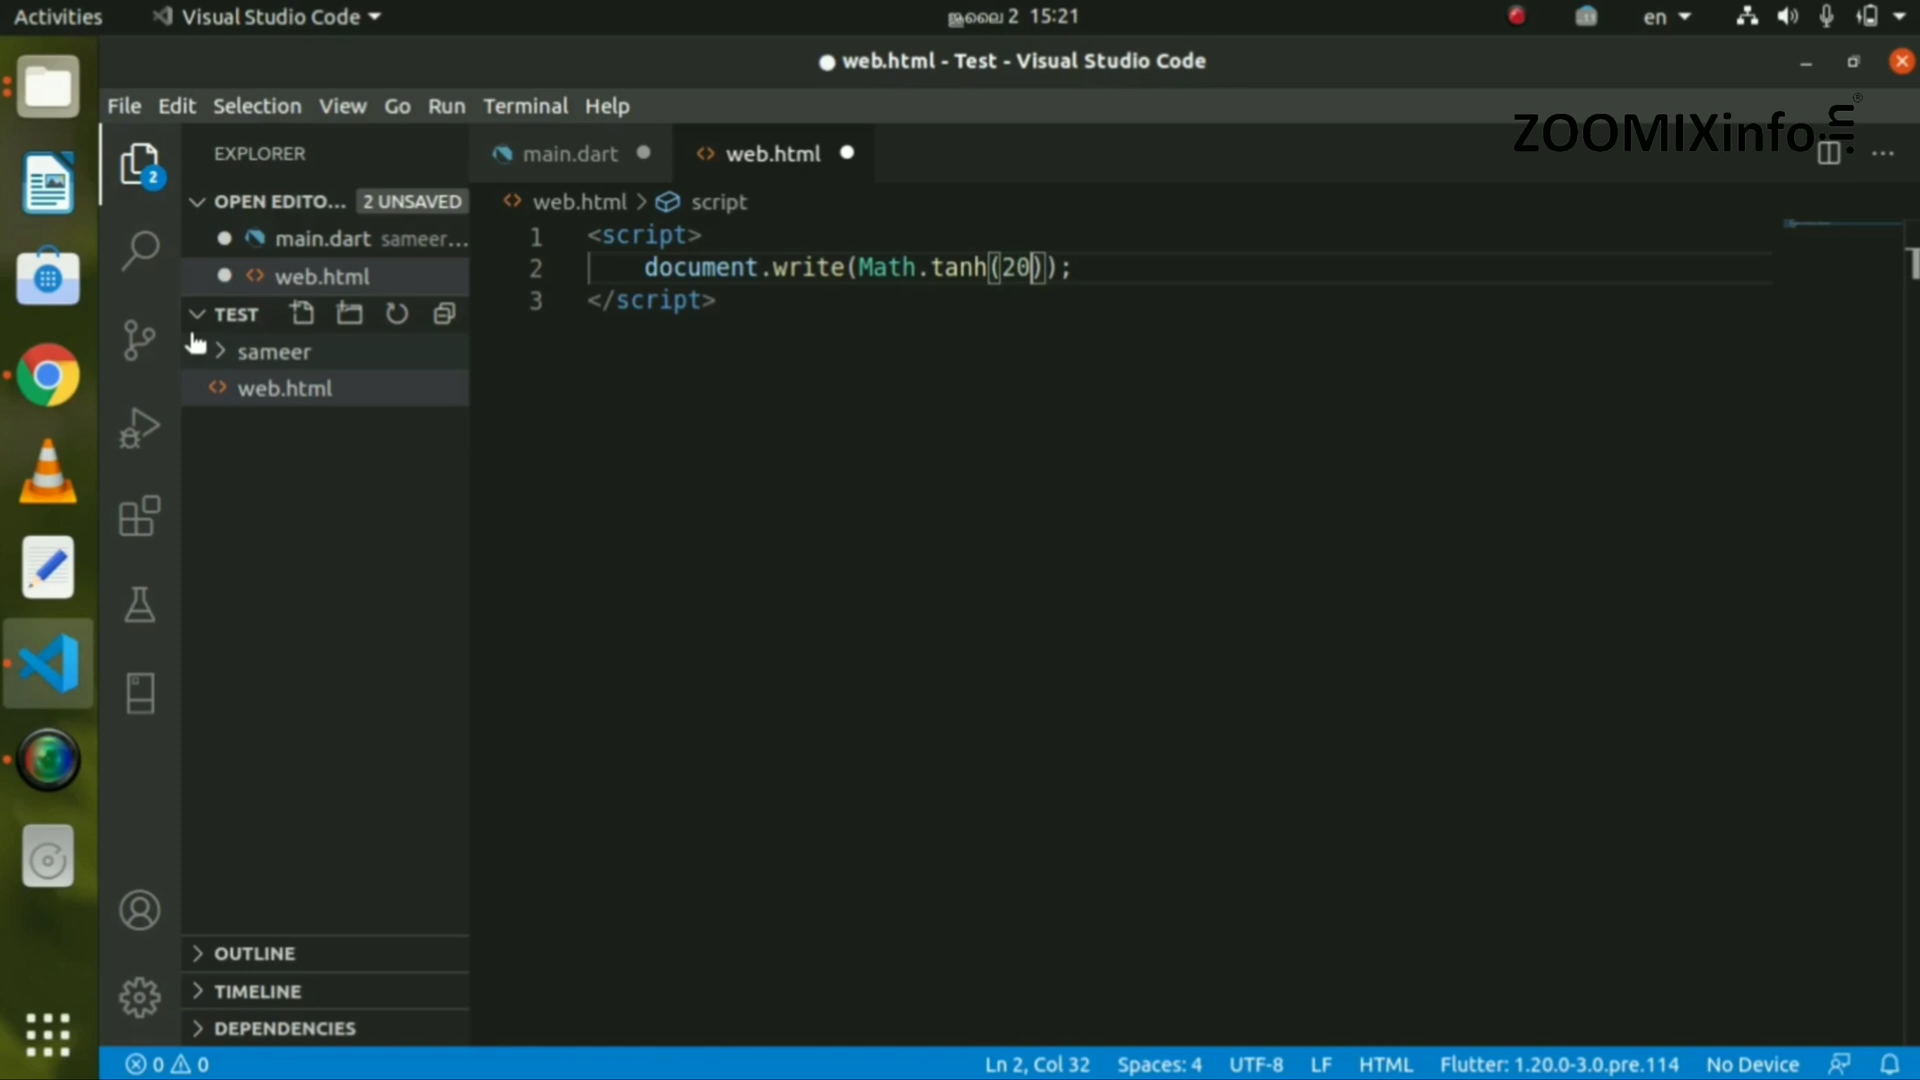 Activities
Visual Studio Code
ജൂലൈ 2 15:21
en
web.html - Test - Visual Studio Code
File Edit Selection View Go Run Terminal Help
ZOOMIXinfo.in®
EXPLORER
main.dart
web.html
2
OPEN EDITO... 2 UNSAVED
main.dart sameer...
web.html
TEST
sameer
web.html
web.html > script
1 <script>
2 document.write(Math.tanh(20));
3 </script>
OUTLINE
TIMELINE
DEPENDENCIES
0 0
Ln 2, Col 32 Spaces: 4 UTF-8 LF HTML Flutter: 1.20.0-3.0.pre.114 No Device